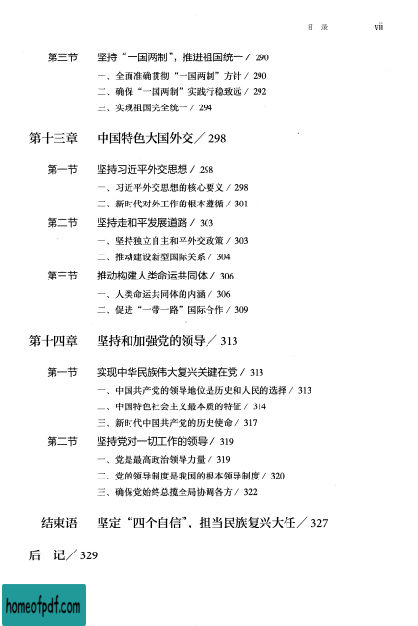 目 录 vii
第三节 坚持“一国两制”，推进祖国统一 / 290
一、全面准确贯彻“一国两制”方针 / 290
二、确保“一国两制”实践行稳致远 / 292
三、实现祖国完全统一 / 294
第十三章 中国特色大国外交 / 298
第一节 坚持习近平外交思想 / 298
一、习近平外交思想的核心要义 / 298
二、新时代对外工作的根本遵循 / 301
第二节 坚持走和平发展道路 / 303
一、坚持独立自主和平外交政策 / 303
二、推动建设新型国际关系 / 304
第三节 推动构建人类命运共同体 / 306
一、人类命运共同体的内涵 / 306
二、促进“一带一路”国际合作 / 309
第十四章 坚持和加强党的领导 / 313
第一节 实现中华民族伟大复兴关键在党 / 313
一、中国共产党的领导地位是历史和人民的选择 / 313
二、中国特色社会主义最本质的特征 / 314
三、新时代中国共产党的历史使命 / 317
第二节 坚持党对一切工作的领导 / 319
一、党是最高政治领导力量 / 319
二、党的领导制度是我国的根本领导制度 / 320
三、确保党始终总揽全局协调各方 / 322
结束语 坚定“四个自信”，担当民族复兴大任 / 327
后 记 / 329
homeofpdf.com